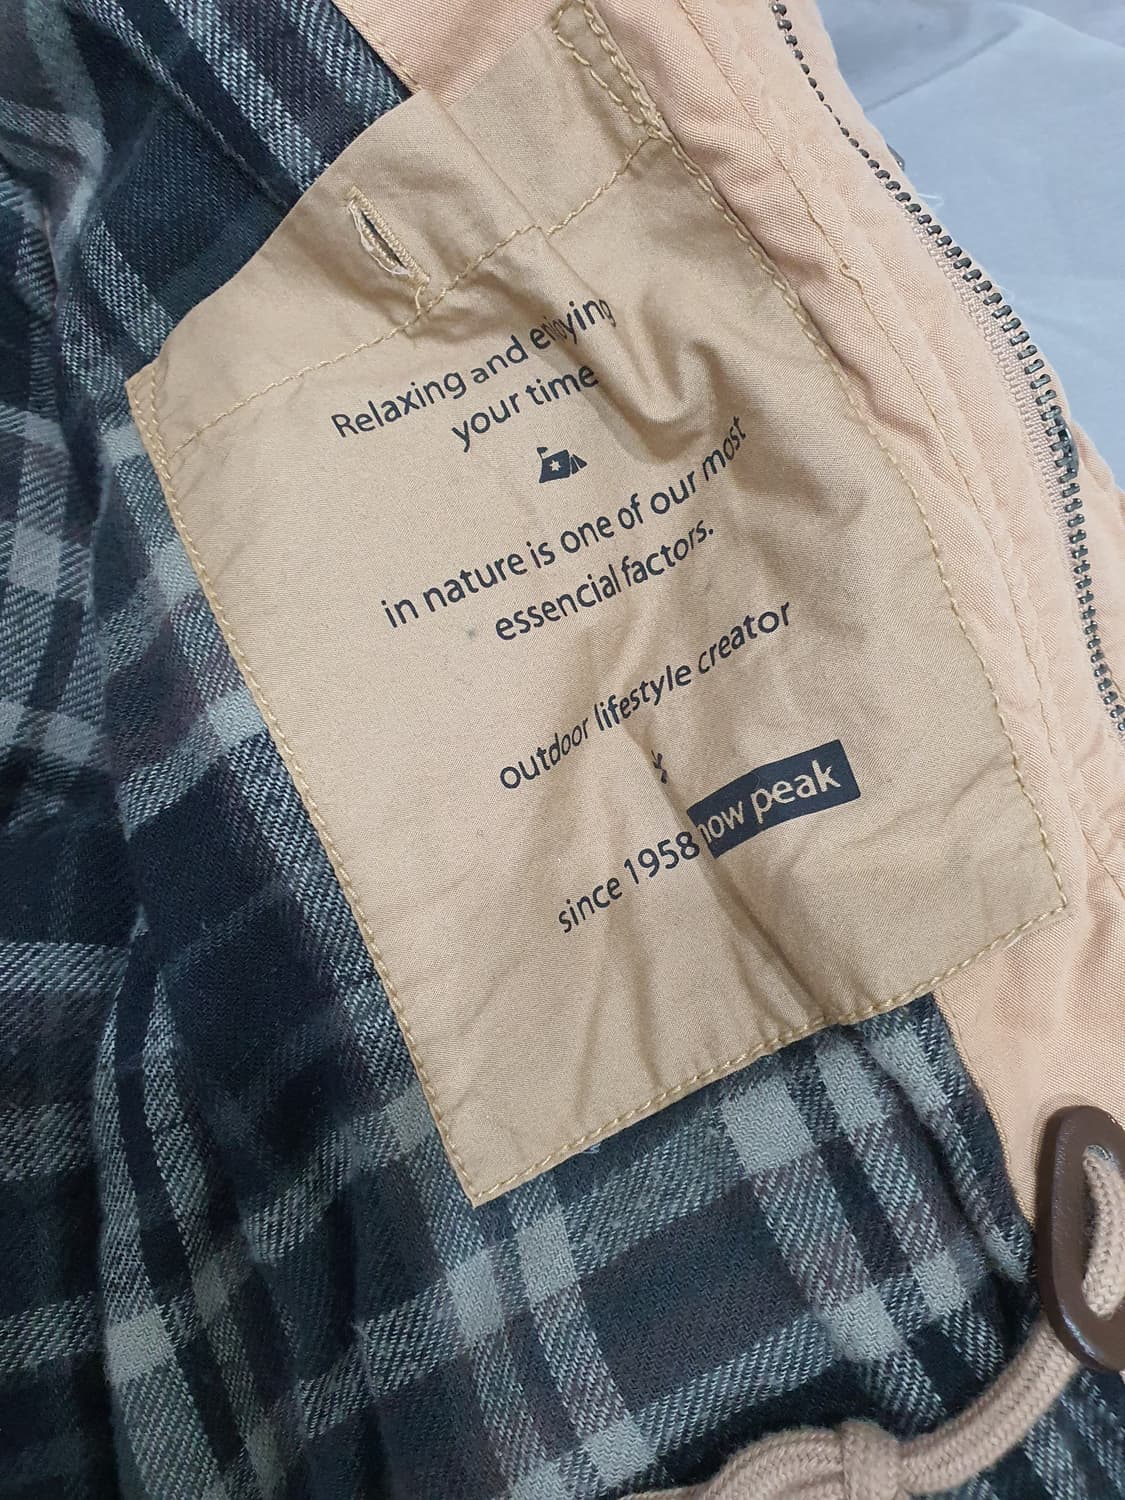 Relaxing and enjoying
your time
in nature is one of our most
essencial factors.
outdoor lifestyle creator
since 1958 now peak